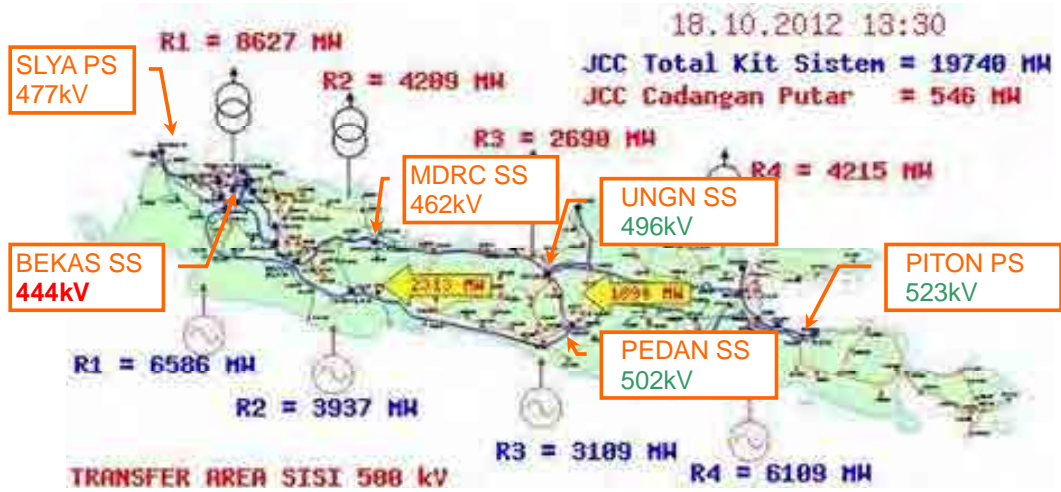 18.10.2012 13:30
R1 = 8627 MW
JCC Total Kit Sistem = 19740 MW
SLYA PS
477kV
R2 = 4289 MW
JCC Cadangan Putar = 546 MW
R3 = 2690 MW
R4 = 4215 MW
MDRC SS
462kV
UNGN SS
496kV
BEKAS SS
444kV
PITON PS
523kV
2313 MW
PEDAN SS
502kV
R1 = 6586 MW
R2 = 3937 MW
R3 = 3109 MW
R4 = 6109 MW
TRANSFER AREA SISI 500 kV